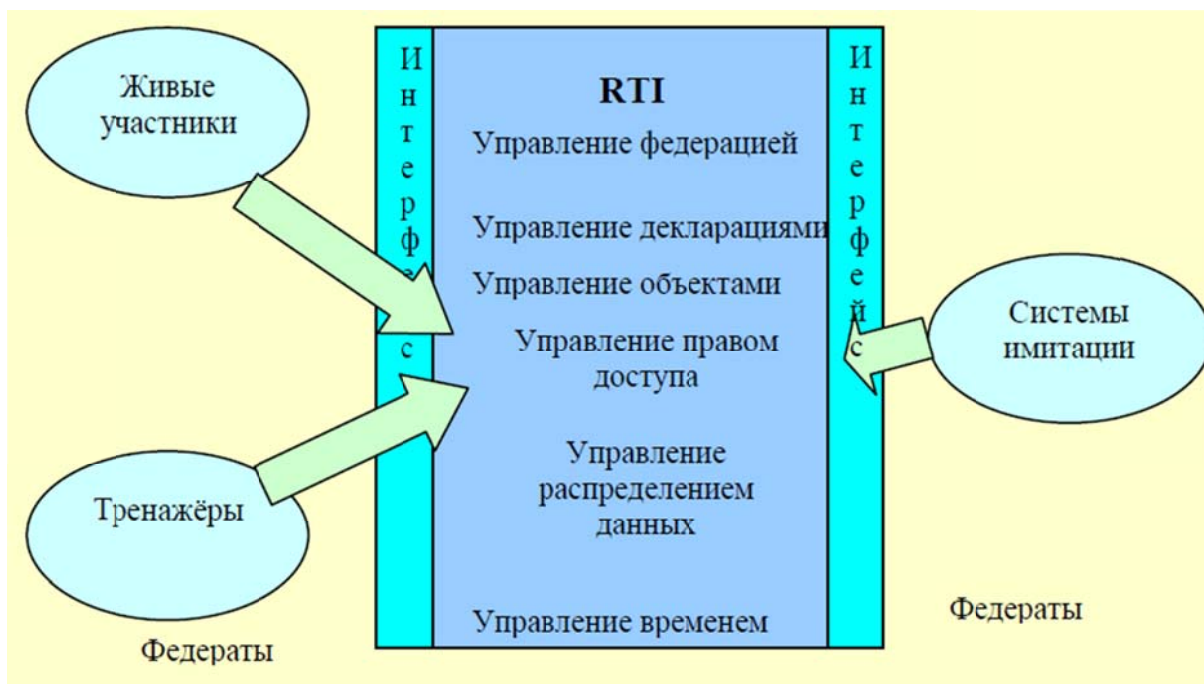 Живые
участники
Интерфейс
RTI
Управление федерацией
Управление декларациями
Управление объектами
Управление правом
доступа
Управление
распределением
данных
Управление временем
Интерфейс
Системы
имитации
Тренажёры
Федераты
Федераты